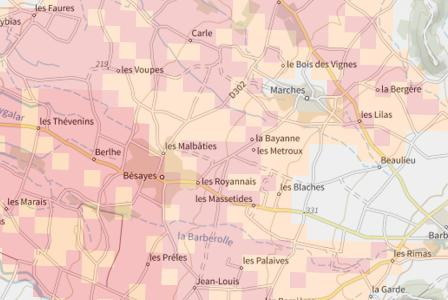 les Faures
Carle
219
les Voupes
le Bois des Vignes
D302
Marches
la Bergère
les Lilas
les Thévenins
la Bayanne
les Malbâties
les Metroux
Berlhe
Beaulieu
Bésayes
les Royannais
les Blaches
les Massetides
les Marais
331
la Barberolle
les Rimas
les Prêles
les Palaives
Jean-Louis
la Garde